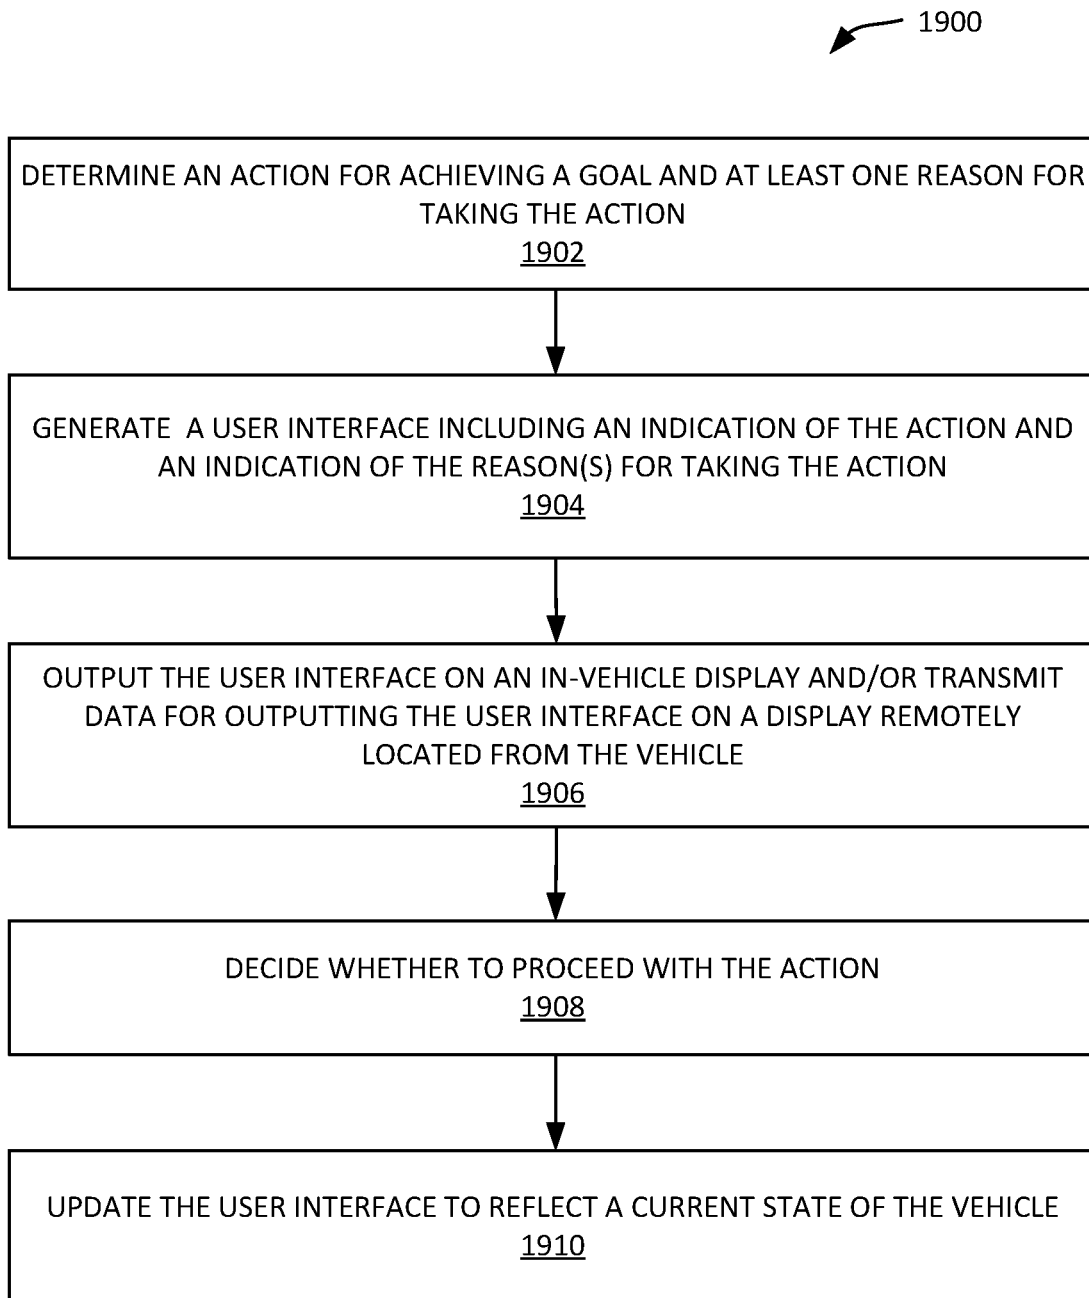 1900
DETERMINE AN ACTION FOR ACHIEVING A GOAL AND AT LEAST ONE REASON FOR
TAKING THE ACTION
1902
GENERATE  A USER INTERFACE INCLUDING AN INDICATION OF THE ACTION AND
AN INDICATION OF THE REASON(S) FOR TAKING THE ACTION
1904
OUTPUT THE USER INTERFACE ON AN IN-VEHICLE DISPLAY AND/OR TRANSMIT
DATA FOR OUTPUTTING THE USER INTERFACE ON A DISPLAY REMOTELY
LOCATED FROM THE VEHICLE
1906
DECIDE WHETHER TO PROCEED WITH THE ACTION
1908
UPDATE THE USER INTERFACE TO REFLECT A CURRENT STATE OF THE VEHICLE
1910